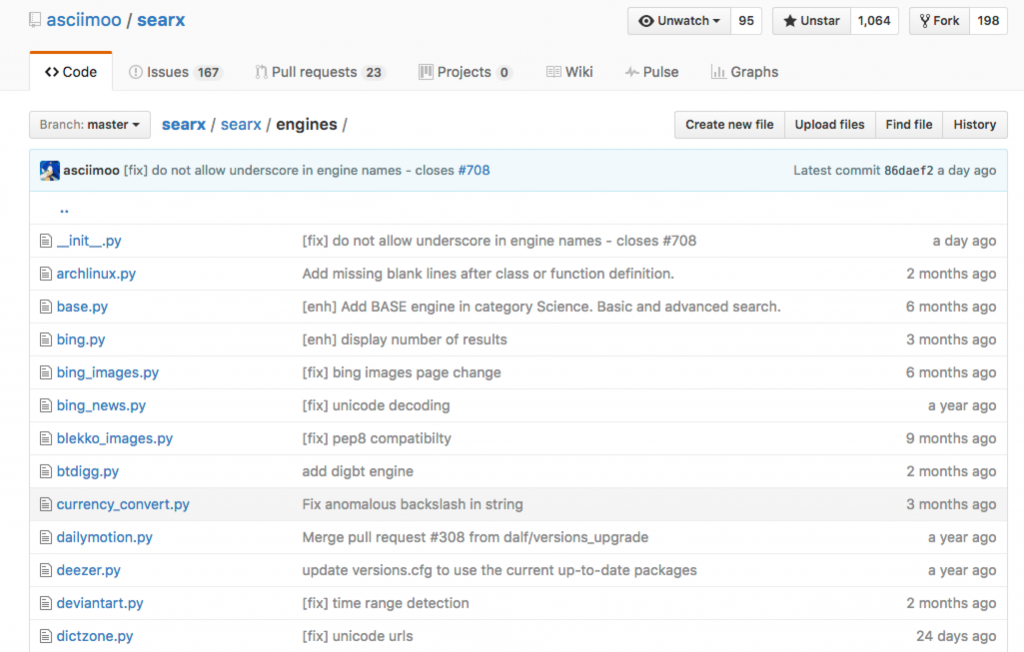 asciimoo / searx
Unwatch 95 Unstar 1,064 Fork 198
Code Issues 167 Pull requests 23 Projects 0 Wiki Pulse Graphs
Branch: master searx / searx / engines / Create new file Upload files Find file History
asciimoo [fix] do not allow underscore in engine names - closes #708 Latest commit 86daef2 a day ago
..
__init__.py [fix] do not allow underscore in engine names - closes #708 a day ago
archlinux.py Add missing blank lines after class or function definition. 2 months ago
base.py [enh] Add BASE engine in category Science. Basic and advanced search. 6 months ago
bing.py [enh] display number of results 3 months ago
bing_images.py [fix] bing images page change 6 months ago
bing_news.py [fix] unicode decoding a year ago
blekko_images.py [fix] pep8 compatibilty 9 months ago
btdigg.py add digbt engine 2 months ago
currency_convert.py Fix anomalous backslash in string 3 months ago
dailymotion.py Merge pull request #308 from dalf/versions_upgrade a year ago
deezer.py update versions.cfg to use the current up-to-date packages a year ago
deviantart.py [fix] time range detection 2 months ago
dictzone.py [fix] unicode urls 24 days ago